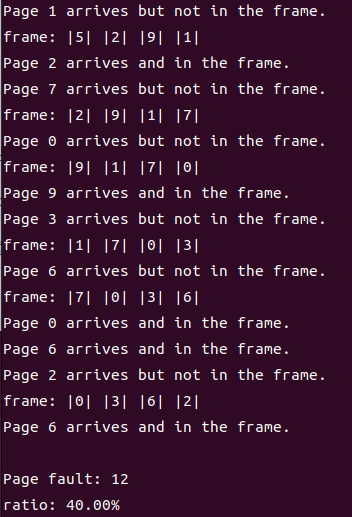 Page 1 arrives but not in the frame.
frame: |5| |2| |9| |1|
Page 2 arrives and in the frame.
Page 7 arrives but not in the frame.
frame: |2| |9| |1| |7|
Page 0 arrives but not in the frame.
frame: |9| |1| |7| |0|
Page 9 arrives and in the frame.
Page 3 arrives but not in the frame.
frame: |1| |7| |0| |3|
Page 6 arrives but not in the frame.
frame: |7| |0| |3| |6|
Page 0 arrives and in the frame.
Page 6 arrives and in the frame.
Page 2 arrives but not in the frame.
frame: |0| |3| |6| |2|
Page 6 arrives and in the frame.

Page fault: 12
ratio: 40.00%